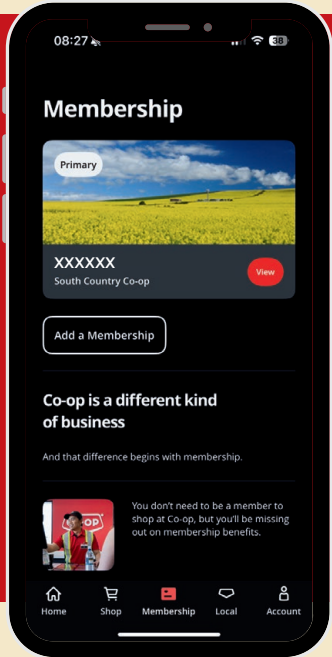 08:27
38
Membership
Primary
XXXXXX
South Country Co-op
View
Add a Membership
Co-op is a different kind
of business
And that difference begins with membership.
You don't need to be a member to
shop at Co-op, but you'll be missing
out on membership benefits.
Home
Shop
Membership
Local
Account